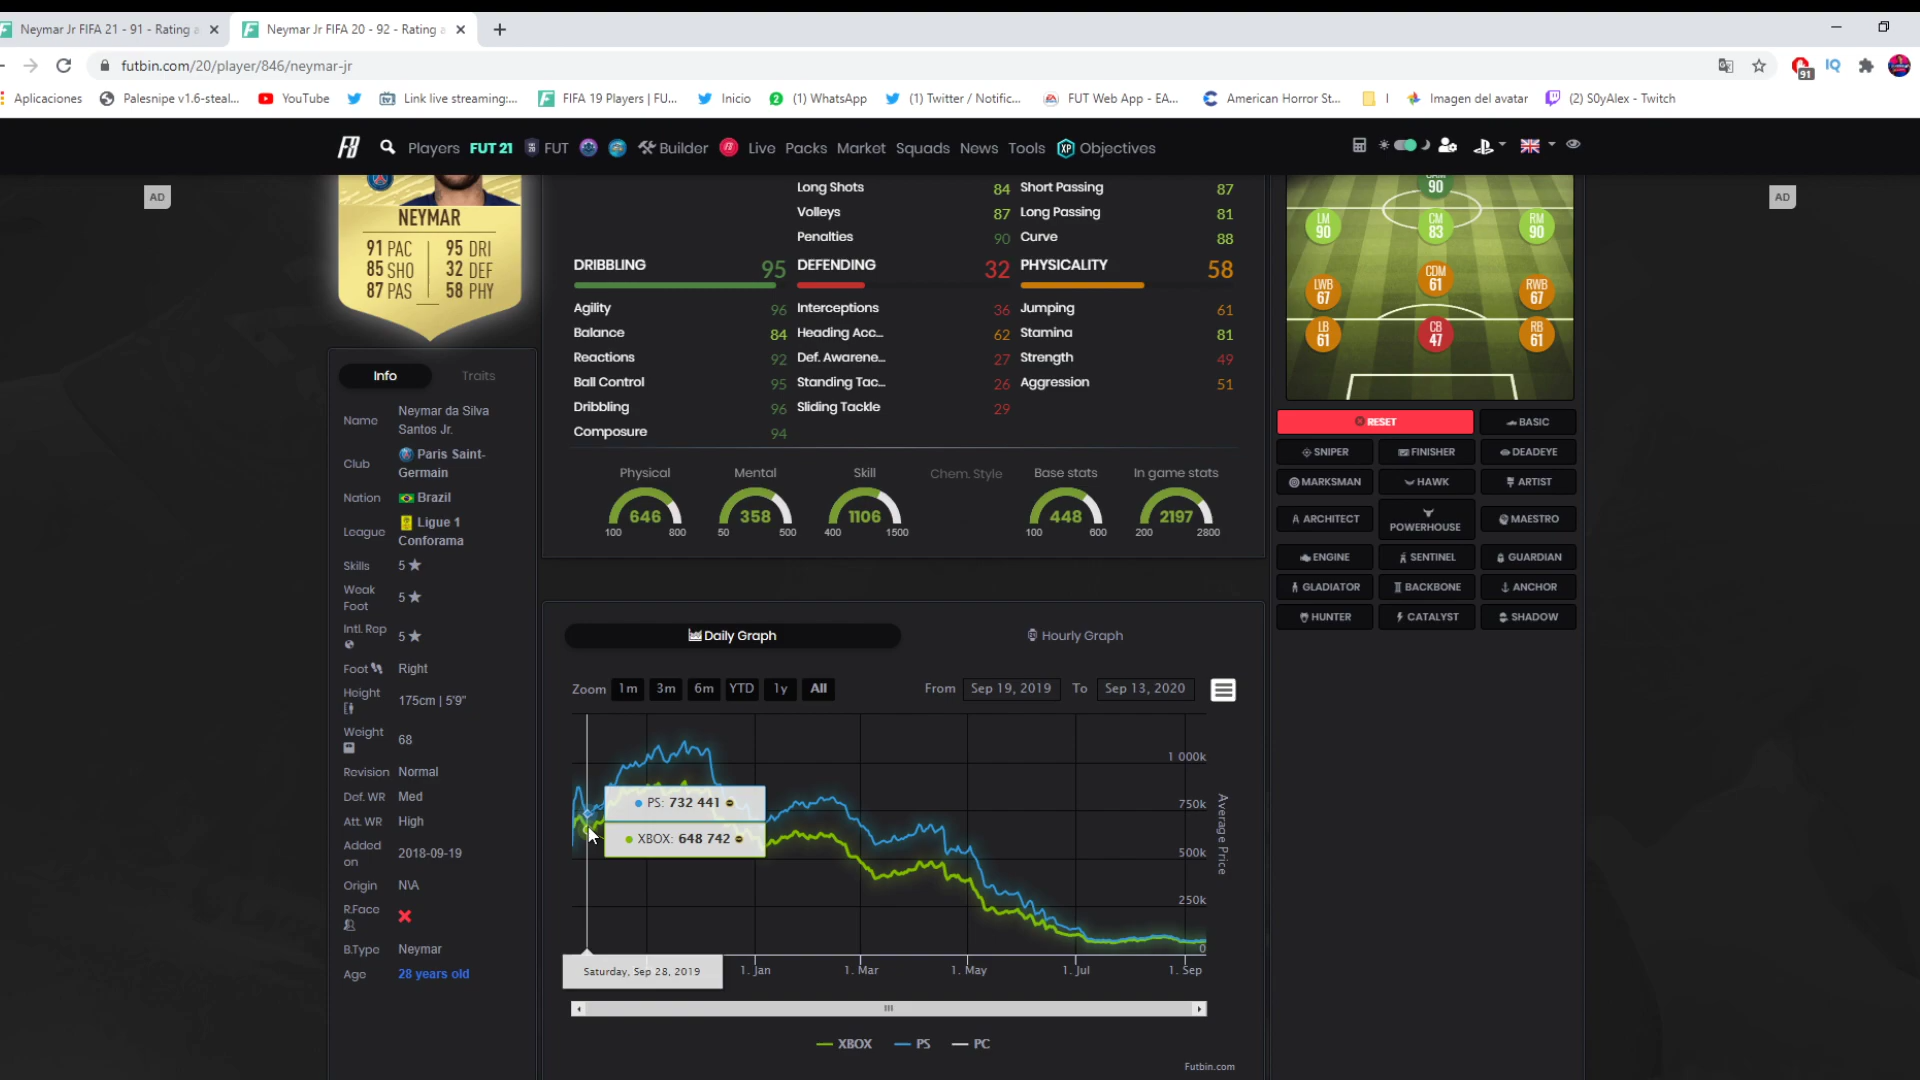 Neymar Jr FIFA 21 - 91 - Rating a
Neymar Jr FIFA 20 - 92 - Rating a
futbin.com/20/player/846/neymar-jr
91
IQ
Aplicaciones
Palesnipe v1.6-steal...
YouTube
Link live streaming:...
FIFA 19 Players | FU...
Inicio
(1) WhatsApp
(1) Twitter / Notific...
FUT Web App - EA...
American Horror St...
I
Imagen del avatar
(2) S0yAlex - Twitch
Players
FUT 21
FUT
Builder
Live
Packs
Market
Squads
News
Tools
XP Objectives
AD
AD
NEYMAR
91 PAC 95 DRI
85 SHO 32 DEF
87 PAS 58 PHY
Long Shots 84 Short Passing 87
Volleys 87 Long Passing 81
Penalties 90 Curve 88
DRIBBLING 95 DEFENDING 32 PHYSICALITY 58
Agility 96 Interceptions 36 Jumping 61
Balance 84 Heading Acc... 62 Stamina 81
Reactions 92 Def. Awarene... 27 Strength 49
Ball Control 95 Standing Tac... 26 Aggression 51
Dribbling 96 Sliding Tackle 29
Composure 94
Physical Mental Skill Chem. Style Base stats In game stats
646 358 1106 448 2197
100 800 50 500 400 1500 100 600 200 2800
CAM 90
LM 90
CM 83
RM 90
LWB 67
CDM 61
RWB 67
LB 61
CB 47
RB 61
RESET BASIC
SNIPER FINISHER DEADEYE
MARKSMAN HAWK ARTIST
ARCHITECT POWERHOUSE MAESTRO
ENGINE SENTINEL GUARDIAN
GLADIATOR BACKBONE ANCHOR
HUNTER CATALYST SHADOW
Info Traits
Name Neymar da Silva
Santos Jr.
Club Paris Saint-
Germain
Nation Brazil
League Ligue 1
Conforama
Skills 5
Weak
Foot 5
Intl. Rep 5
Foot Right
Height 175cm | 5'9"
Weight 68
Revision Normal
Def. WR Med
Att. WR High
Added
on 2018-09-19
Origin N\A
R.Face
B.Type Neymar
Age 28 years old
Daily Graph Hourly Graph
Zoom 1m 3m 6m YTD 1y All
From Sep 19, 2019 To Sep 13, 2020
1 000k
750k
500k
250k
0
Average Price
PS: 732 441
XBOX: 648 742
Saturday, Sep 28, 2019
1. Jan 1. Mar 1. May 1. Jul 1. Sep
XBOX PS PC
Futbin.com